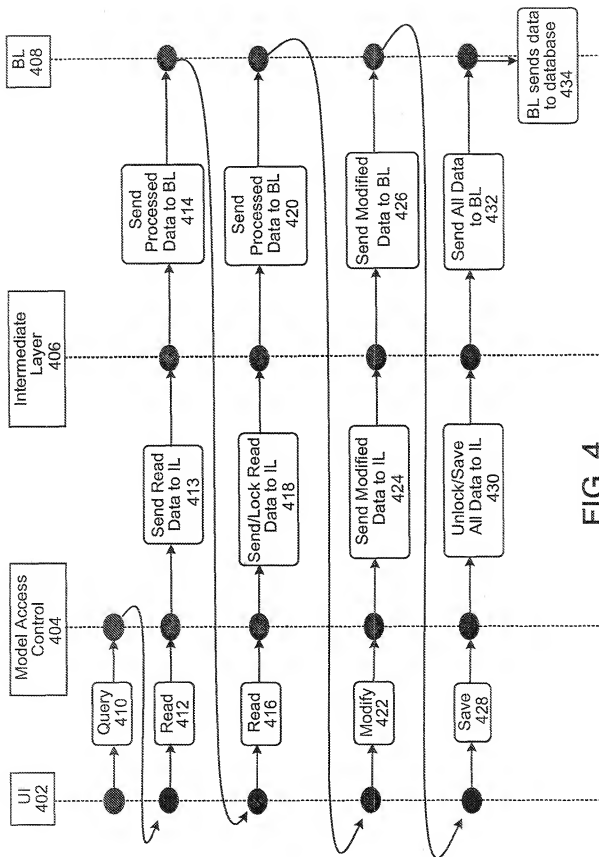 UI
402
Model Access
Control
404
Intermediate
Layer
406
BL
408
Query
410
Read
412
Send Read
Data to IL
413
Send
Processed
Data to BL
414
Read
416
Send/Lock Read
Data to IL
418
Send
Processed
Data to BL
420
Modify
422
Send Modified
Data to IL
424
Send Modified
Data to BL
426
Save
428
Unlock/Save
All Data to IL
430
Send All Data
to BL
432
BL sends data
to database
434
FIG. 4